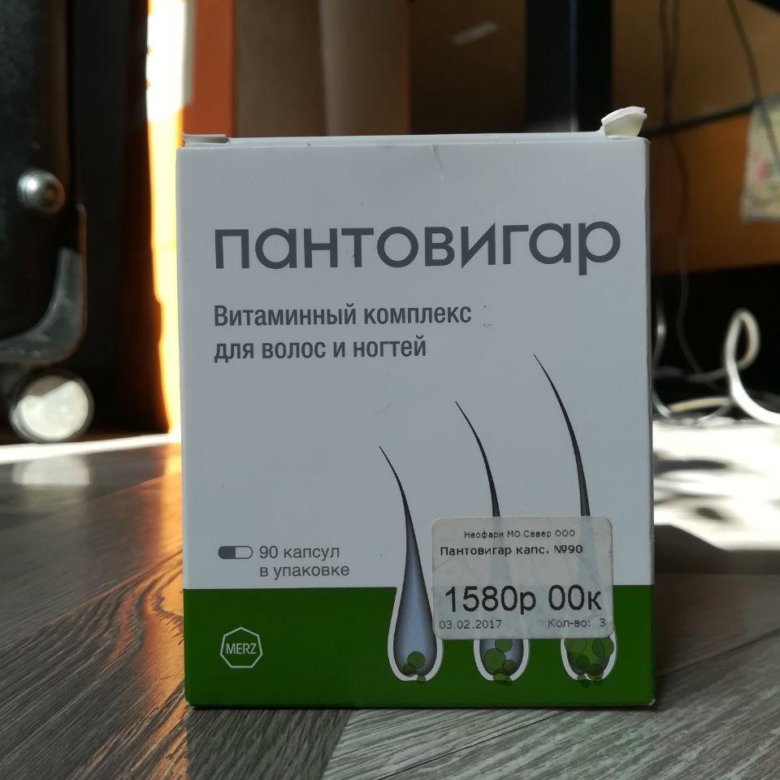 пантовигар
Витаминный комплекс
для волос и ногтей
90 капсул
в упаковке
Неофарм МО Север ООО
Пантовигар капс. №90
1580р 00к
03.02.2017 Кол-во: 3
MERZ